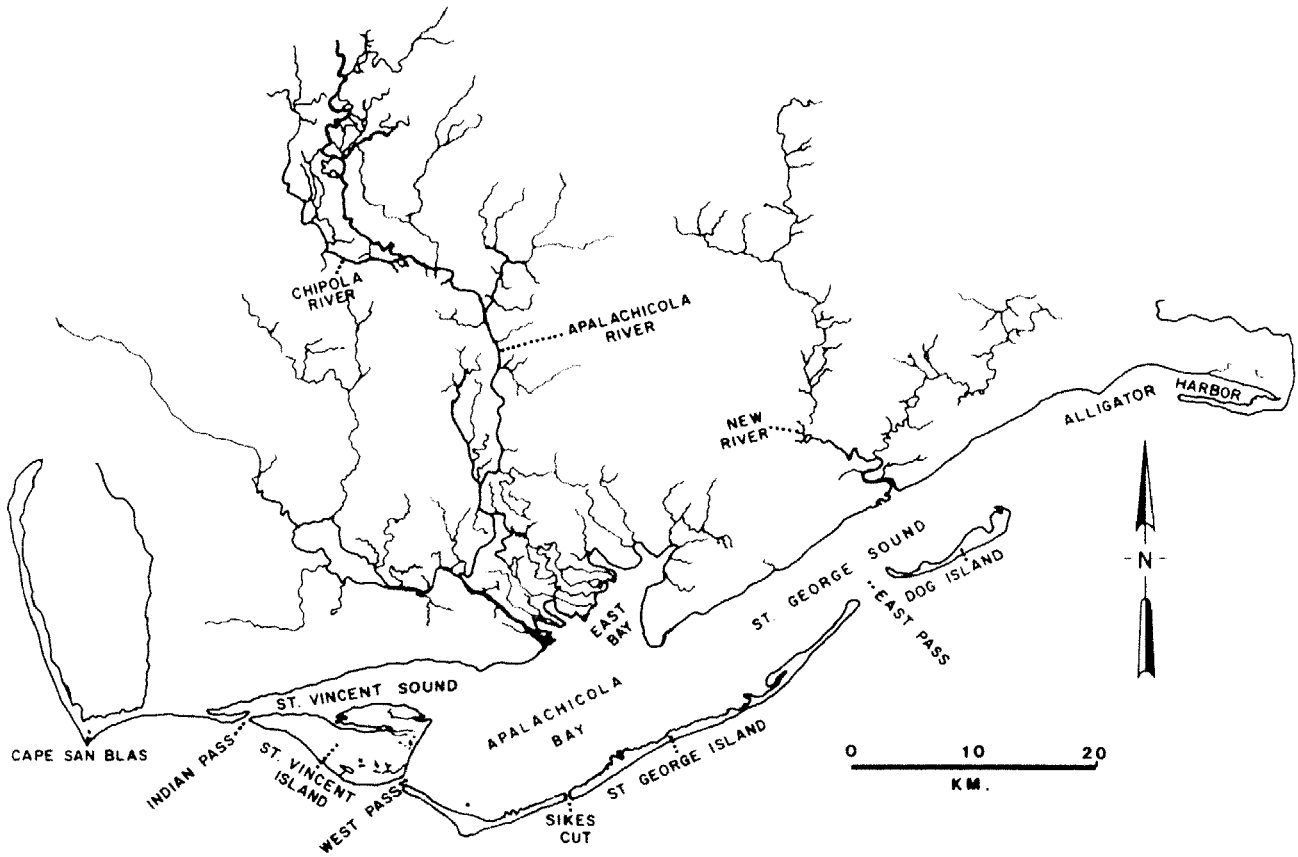 CHIPOLA
RIVER
APALACHICOLA
RIVER
NEW
RIVER
ALLIGATOR HARBOR
ST. GEORGE SOUND
DOG ISLAND
EAST PASS
N
EAST
BAY
ST. VINCENT SOUND
APALACHICOLA
BAY
CAPE SAN BLAS
INDIAN PASS
ST. VINCENT
ISLAND
WEST PASS
ST GEORGE ISLAND
SIKES
CUT
0 10 20
KM.